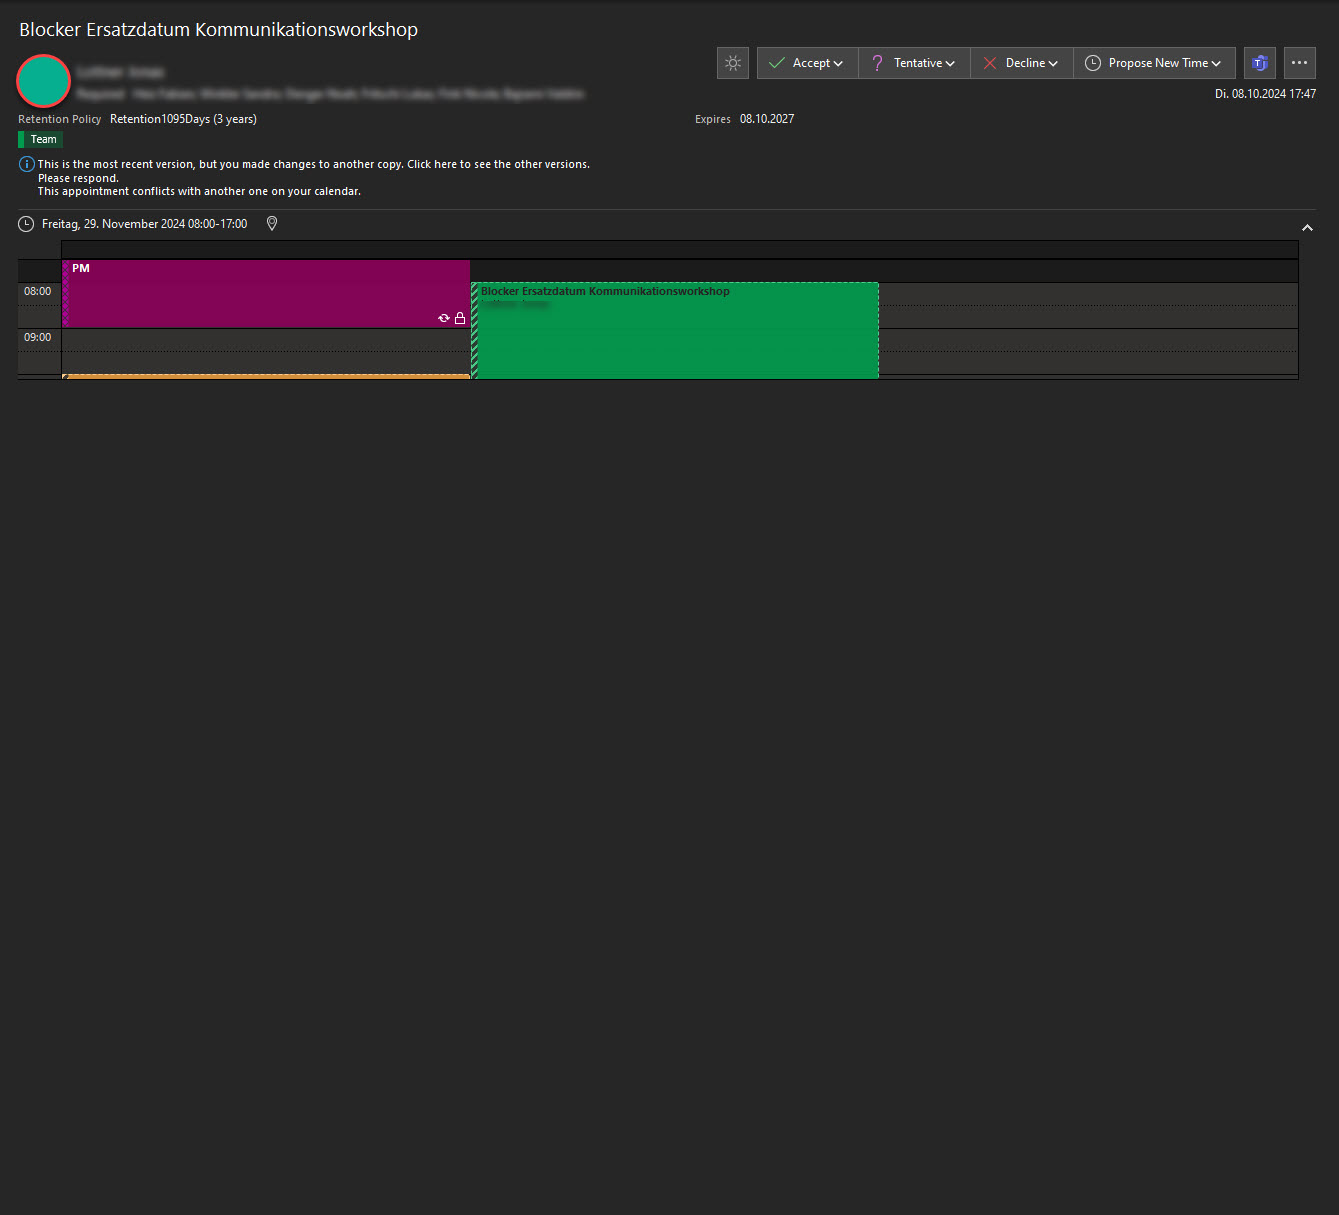 Blocker Ersatzdatum Kommunikationsworkshop
Accept
Tentative
Decline
Propose New Time
Di. 08.10.2024 17:47
Retention Policy Retention1095Days (3 years)
Expires 08.10.2027
Team
This is the most recent version, but you made changes to another copy. Click here to see the other versions.
Please respond.
This appointment conflicts with another one on your calendar.
Freitag, 29. November 2024 08:00-17:00
PM
08:00
Blocker Ersatzdatum Kommunikationsworkshop
09:00